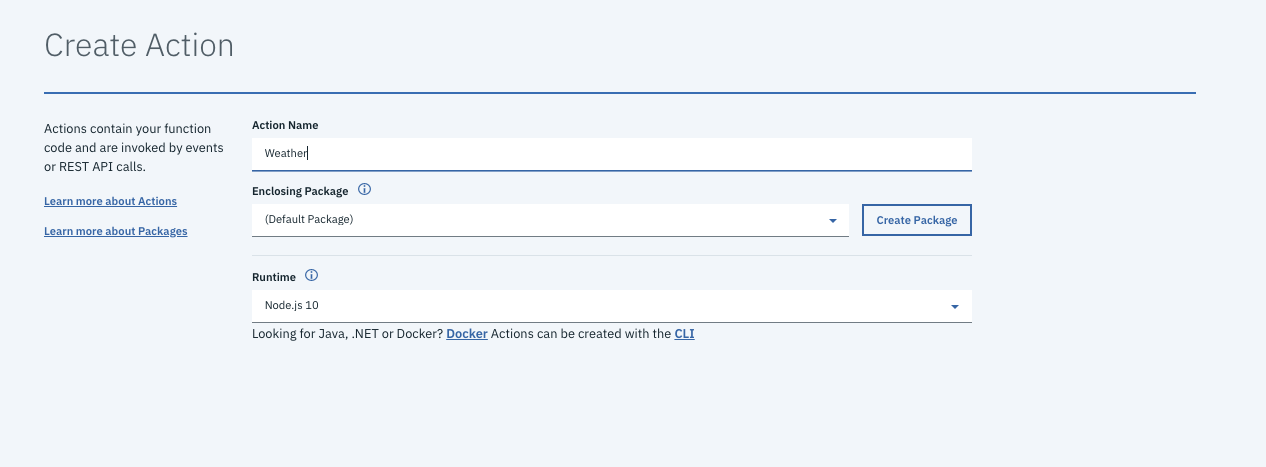 Create Action
Actions contain your function
code and are invoked by events
or REST API calls.
Learn more about Actions
Learn more about Packages
Action Name
Weather
Enclosing Package
(Default Package)
Create Package
Runtime
Node.js 10
Looking for Java, .NET or Docker? Docker Actions can be created with the CLI